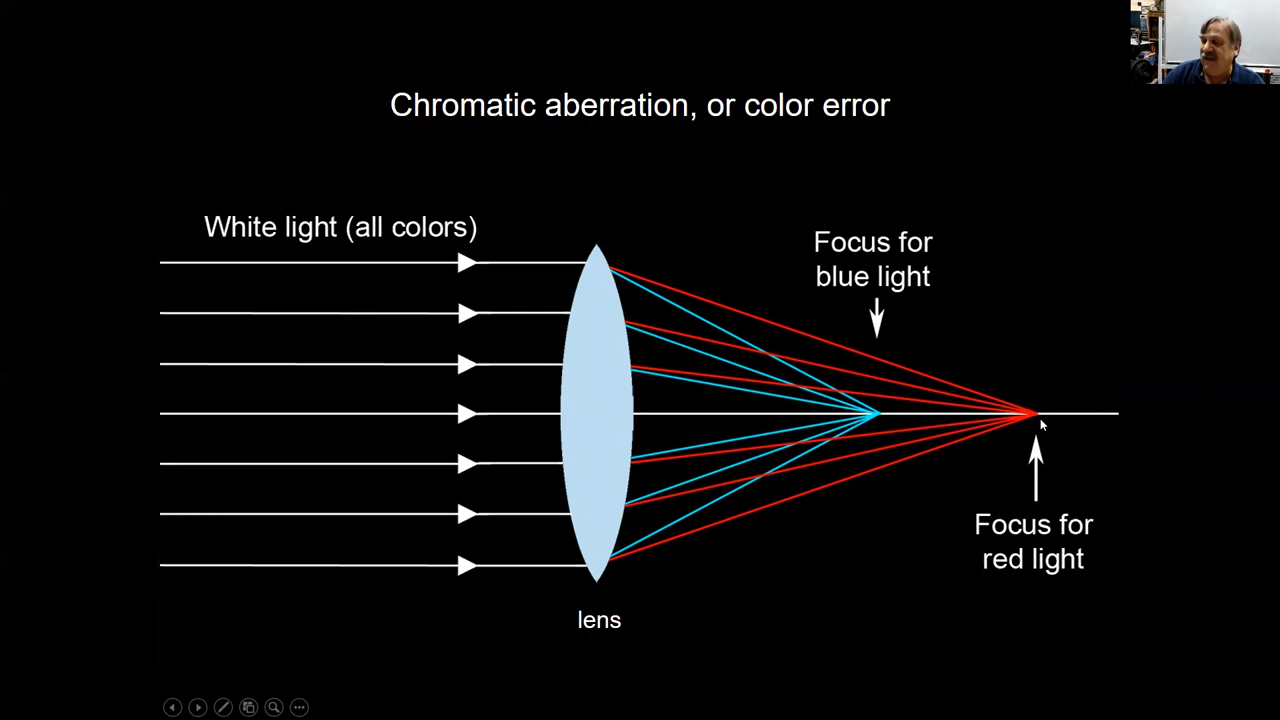 Chromatic aberration, or color error
White light (all colors)
Focus for
blue light
Focus for
red light
lens